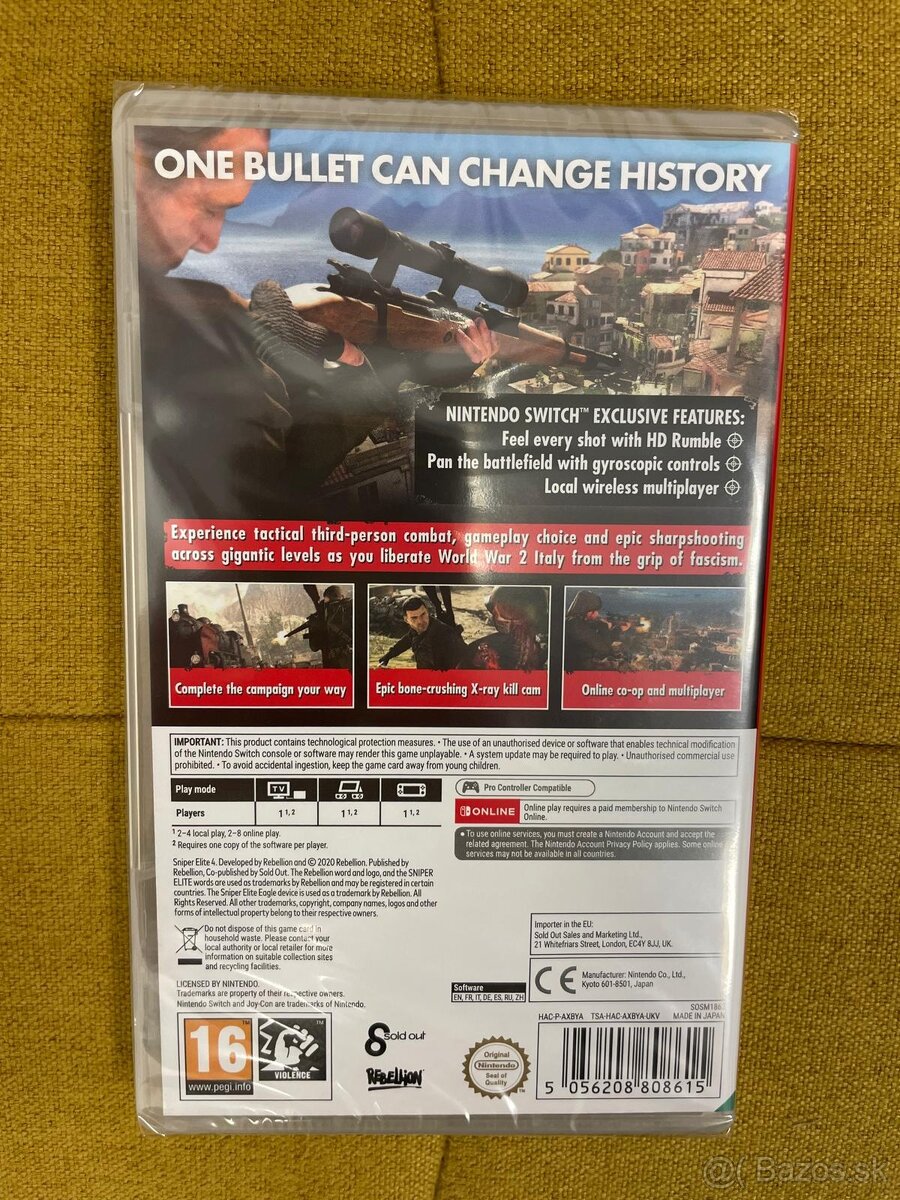 ONE BULLET CAN CHANGE HISTORY
NINTENDO SWITCH™ EXCLUSIVE FEATURES:
Feel every shot with HD Rumble
Pan the battlefield with gyroscopic controls
Local wireless multiplayer
Experience tactical third-person combat, gameplay choice and epic sharpshooting
across gigantic levels as you liberate World War 2 Italy from the grip of fascism.
Complete the campaign your way
Epic bone-crushing X-ray kill cam
Online co-op and multiplayer
IMPORTANT: This product contains technological protection measures. • The use of an unauthorised device or software that enables technical modification
of the Nintendo Switch console or software may render this game unplayable. • A system update may be required to play. • Unauthorised commercial use
prohibited. • To avoid accidental ingestion, keep the game card away from young children.
Play mode TV
Players 1 1, 2 1 1, 2 1 1, 2
1 2–4 local play, 2–8 online play.
2 Requires one copy of the software per player.
Pro Controller Compatible
ONLINE
Online play requires a paid membership to Nintendo Switch
Online.
• To use online services, you must create a Nintendo Account and accept the
related agreement. The Nintendo Account Privacy Policy applies. Some online
services may not be available in all countries.
Sniper Elite 4. Developed by Rebellion and © 2020 Rebellion. Published by
Rebellion, Co-published by Sold Out. The Rebellion word and logo, and the SNIPER
ELITE words are used as trademarks by Rebellion and may be registered in certain
countries. The Sniper Elite Eagle device is used as a trademark by Rebellion. All
Rights Reserved. All other trademarks, copyright, company names, logos and other
forms of intellectual property belong to their respective owners.
Do not dispose of this game card in
household waste. Please contact your
local authority or local retailer for more
information on suitable collection sites
and recycling facilities.
Importer in the EU:
Sold Out Sales and Marketing Ltd.,
21 Whitefriars Street, London, EC4Y 8JJ, UK.
CE
Manufacturer: Nintendo Co., Ltd.,
Kyoto 601-8501, Japan
LICENSED BY NINTENDO.
Trademarks are property of their respective owners.
Nintendo Switch and Joy-Con are trademarks of Nintendo.
Software
EN, FR, IT, DE, ES, RU, ZH
SOSM186
HAC-P-AXBYA TSA-HAC-AXBYA-UKV MADE IN JAPAN
16
www.pegi.info
VIOLENCE
Sold out
REBELLION
Original
Nintendo
Seal of
Quality
5 056208 808615
@( Bazos.sk